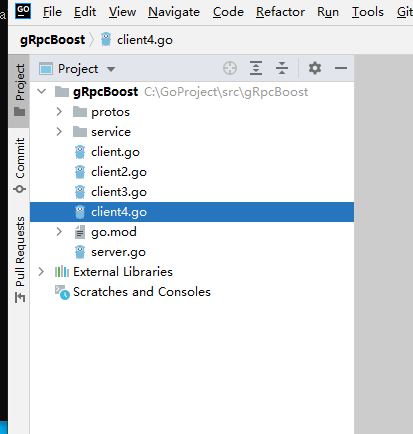 GO File Edit View Navigate Code Refactor Run Tools Git
gRpcBoost client4.go
Project
Project
gRpcBoost C:\GoProject\src\gRpcBoost
protos
service
client.go
client2.go
client3.go
client4.go
go.mod
server.go
External Libraries
Scratches and Consoles
Commit
Pull Requests